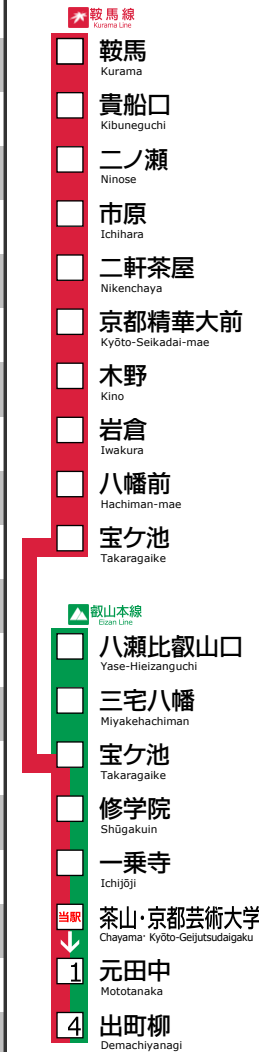 鞍馬線
Kurama Line
鞍馬
Kurama
貴船口
Kibuneguchi
二ノ瀬
Ninose
市原
Ichihara
二軒茶屋
Nikenchaya
京都精華大前
Kyōto-Seikadai-mae
木野
Kino
岩倉
Iwakura
八幡前
Hachiman-mae
宝ケ池
Takaragaike
叡山本線
Eizan Line
八瀬比叡山口
Yase-Hieizanguchi
三宅八幡
Miyakehachiman
宝ケ池
Takaragaike
修学院
Shūgakuin
一乗寺
Ichijōji
当駅 茶山·京都芸術大学
Chayama· Kyōto-Geijutsudaigaku
1 元田中
Mototanaka
4 出町柳
Demachiyanagi